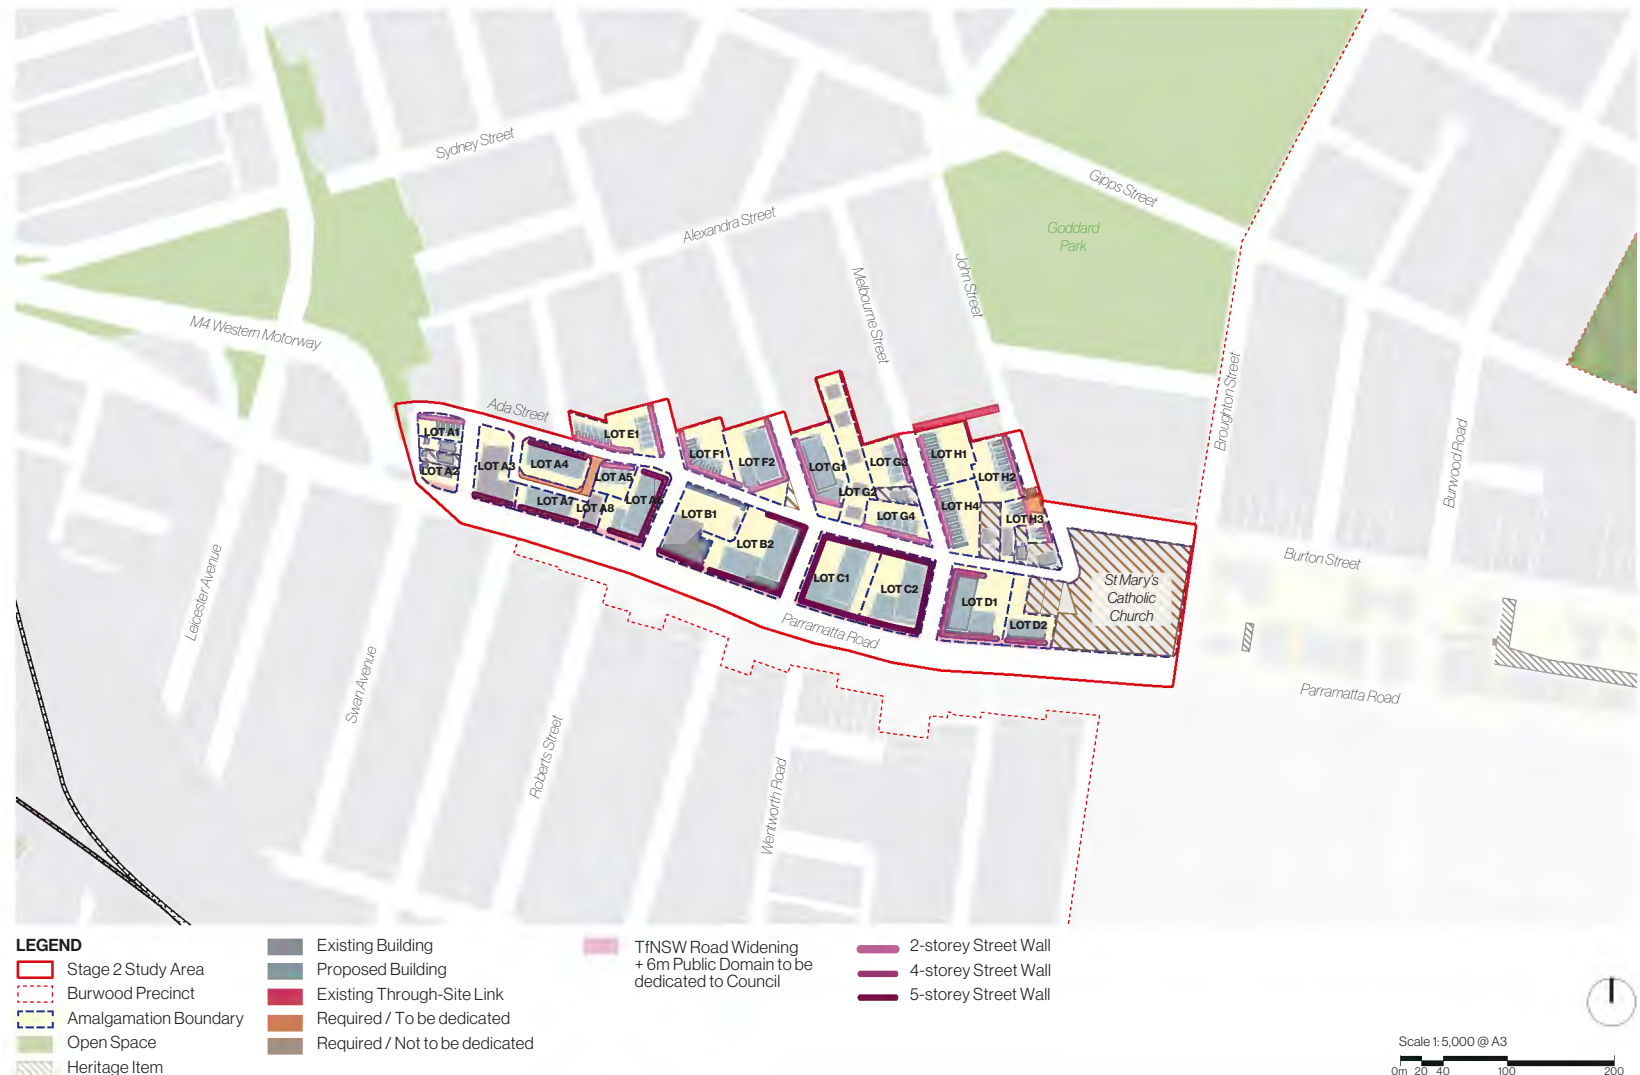 Sydney Street
Alexandra Street
Gipps Street
Goddard
Park
Melbourne Street
John Street
M4 Western Motorway
Broughton Street
Burwood Road
Ada Street
LOT A1
LOT A2
LOT A3
LOT A4
LOT A5
LOT A6
LOT A7
LOT A8
LOT E1
LOT F1
LOT F2
LOT G1
LOT G2
LOT G3
LOT G4
LOT H1
LOT H2
LOT H3
LOT H4
LOT B1
LOT B2
LOT C1
LOT C2
LOT D1
LOT D2
St Mary's
Catholic
Church
Burton Street
Parramatta Road
Parramatta Road
Leicester Avenue
Swan Avenue
Roberts Street
Wentworth Road
LEGEND
Stage 2 Study Area
Burwood Precinct
Amalgamation Boundary
Open Space
Heritage Item
Existing Building
Proposed Building
Existing Through-Site Link
Required / To be dedicated
Required / Not to be dedicated
TfNSW Road Widening
+ 6m Public Domain to be
dedicated to Council
2-storey Street Wall
4-storey Street Wall
5-storey Street Wall
Scale 1: 5,000 @ A3
0m 20 40 100 200